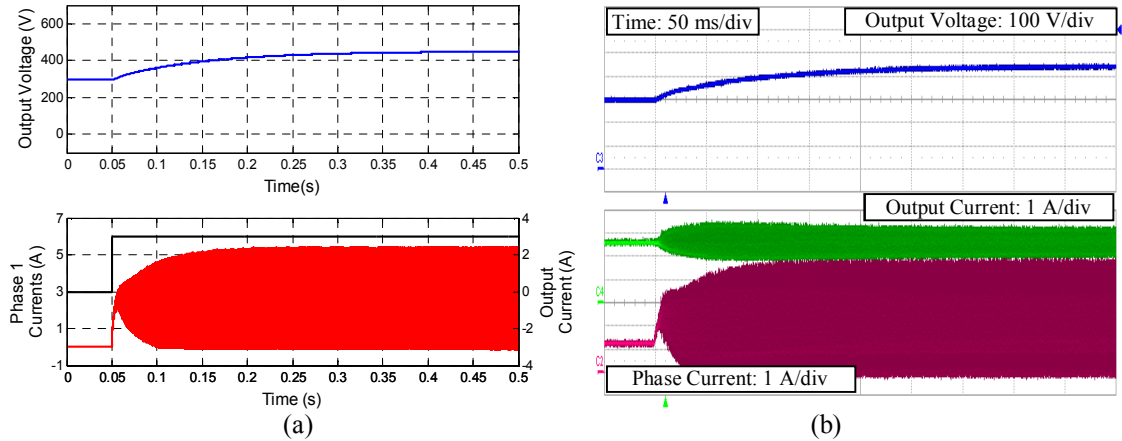 Output Voltage (V)
600
400
200
0
0 0.05 0.1 0.15 0.2 0.25 0.3 0.35 0.4 0.45 0.5
Time(s)
Phase 1
Currents (A)
7
5
3
1
-1
4
2
0
-2
-4
Output
Current (A)
0 0.05 0.1 0.15 0.2 0.25 0.3 0.35 0.4 0.45 0.5
Time (s)
(a)
Time: 50 ms/div
Output Voltage: 100 V/div
C3
Output Current: 1 A/div
C4
C2
Phase Current: 1 A/div
(b)